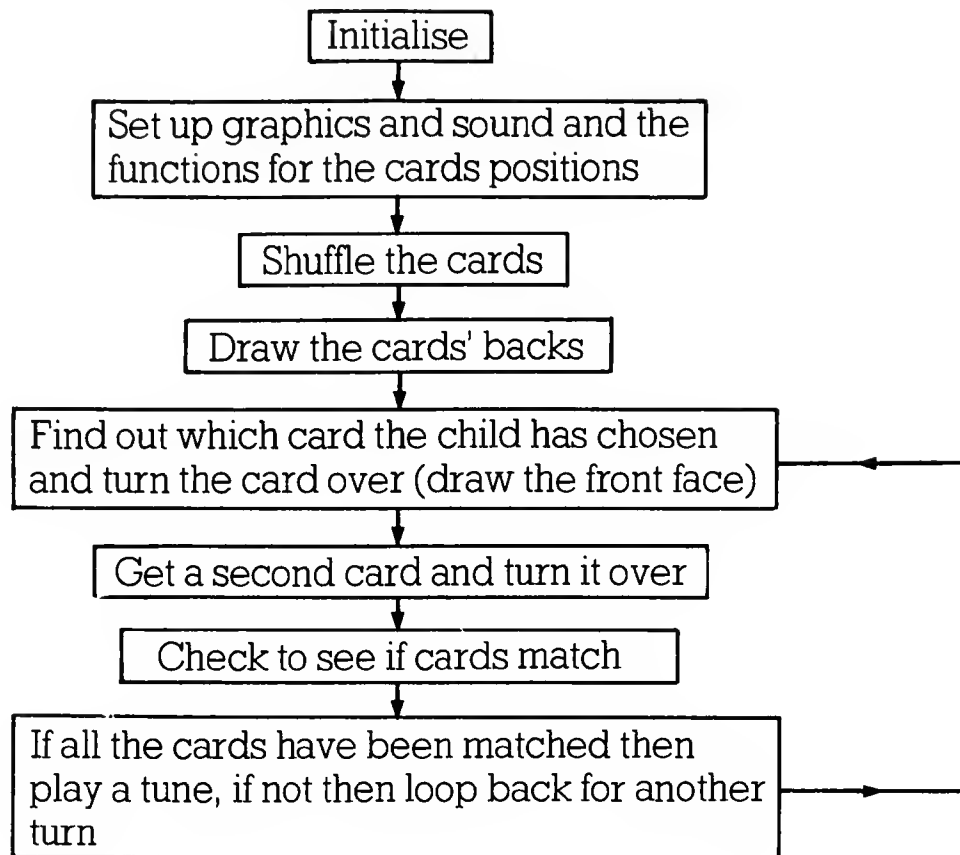 Initialise
Set up graphics and sound and the
functions for the cards positions
Shuffle the cards
Draw the cards' backs
Find out which card the child has chosen
and turn the card over (draw the front face)
Get a second card and turn it over
Check to see if cards match
If all the cards have been matched then
play a tune, if not then loop back for another
turn